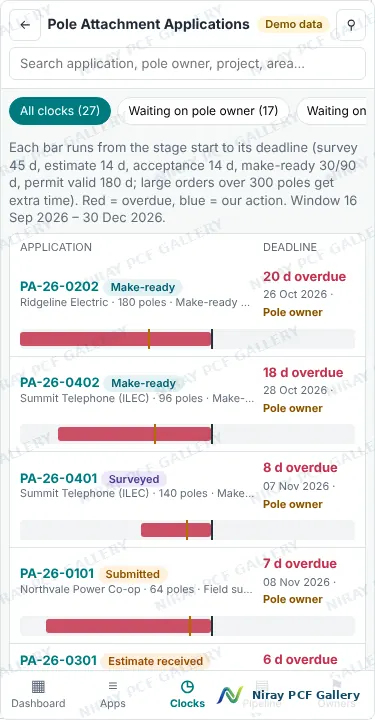 ← Pole Attachment Applications Demo data
Search application, pole owner, project, area...
All clocks (27) Waiting on pole owner (17) Waiting on
Each bar runs from the stage start to its deadline (survey
45 d, estimate 14 d, acceptance 14 d, make-ready 30/90
d, permit valid 180 d; large orders over 300 poles get
extra time). Red = overdue, blue = our action. Window 16
Sep 2026 – 30 Dec 2026.
APPLICATION DEADLINE
PA-26-0202 Make-ready 20 d overdue
Ridgeline Electric · 180 poles · Make-ready ... 26 Oct 2026 ·
Pole owner
PA-26-0402 Make-ready 18 d overdue
Summit Telephone (ILEC) · 96 poles · Make-... 28 Oct 2026 ·
Pole owner
PA-26-0401 Surveyed 8 d overdue
Summit Telephone (ILEC) · 140 poles · Make... 07 Nov 2026 ·
Pole owner
PA-26-0101 Submitted 7 d overdue
Northvale Power Co-op · 64 poles · Field su... 08 Nov 2026 ·
Pole owner
PA-26-0301 Estimate received 6 d overdue
Dashboard Apps Clocks Pipeline Owners
Niray PCF Gallery
NIRAY PCF GALLERY